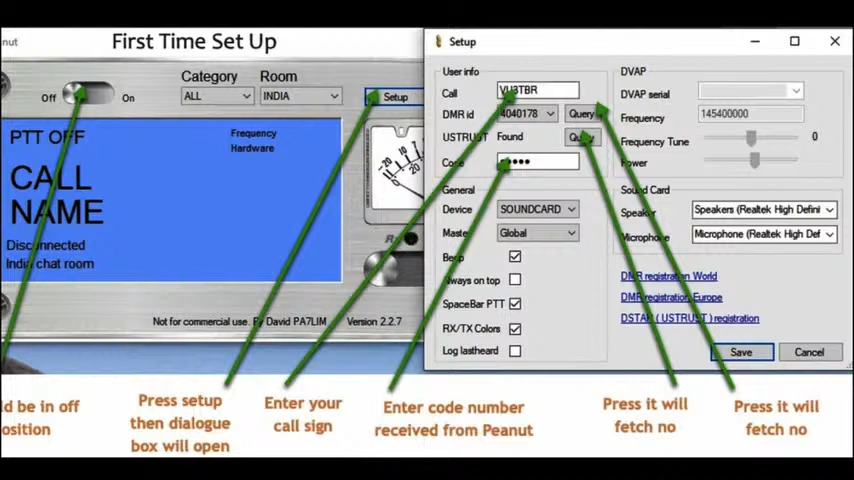 nut
First Time Set Up
Category Room
Off On ALL INDIA Setup
PTT OFF
Frequency
Hardware
CALL
NAME
Disconnected
India chat room
-20 10 7
Not for commercial use. By David PA7LIM Version 2.2.7
Setup
User info
Call
DMR id 4040178 Query
USTRUST Found
General
Device SOUNDCARD
Master Global
Beep
Always on top
SpaceBar PTT
RX/TX Colors
Log lastheard
DVAP
DVAP serial
Frequency 145400000
Frequency Tune 0
Power
Sound Card
Speaker Speakers (Realtek High Defini
Microphone Microphone (Realtek High Def
DMR registration World
DMR registration Europe
DSTAR ( USTRUST ) registration
Save Cancel
ld be in off
osition
Press setup
then dialogue
box will open
Enter your
call sign
Enter code number
received from Peanut
Press it will
fetch no
Press it will
fetch no